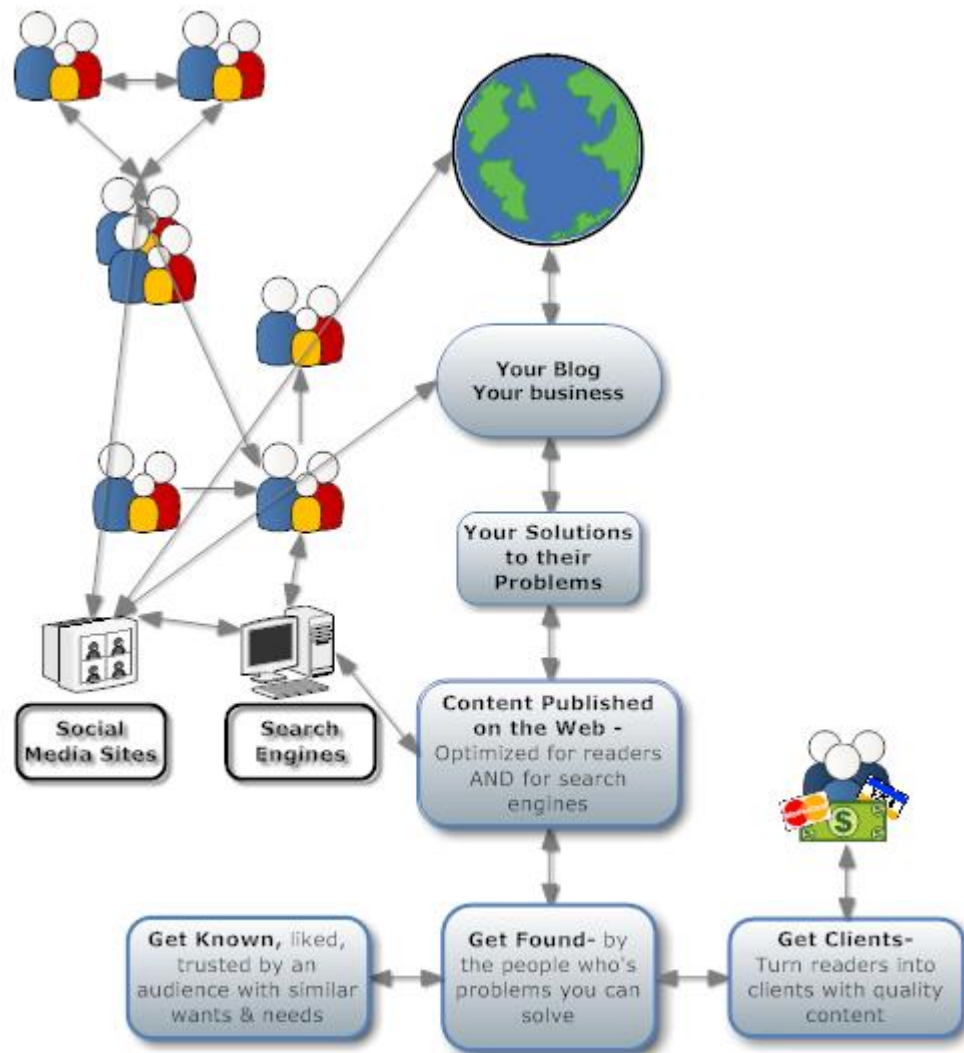 Your Blog
Your business
Your Solutions
to their
Problems
Social
Media Sites
Search
Engines
Content Published
on the Web -
Optimized for readers
AND for search
engines
$
Get Known, liked,
trusted by an
audience with similar
wants & needs
Get Found- by
the people who's
problems you can
solve
Get Clients-
Turn readers into
clients with quality
content